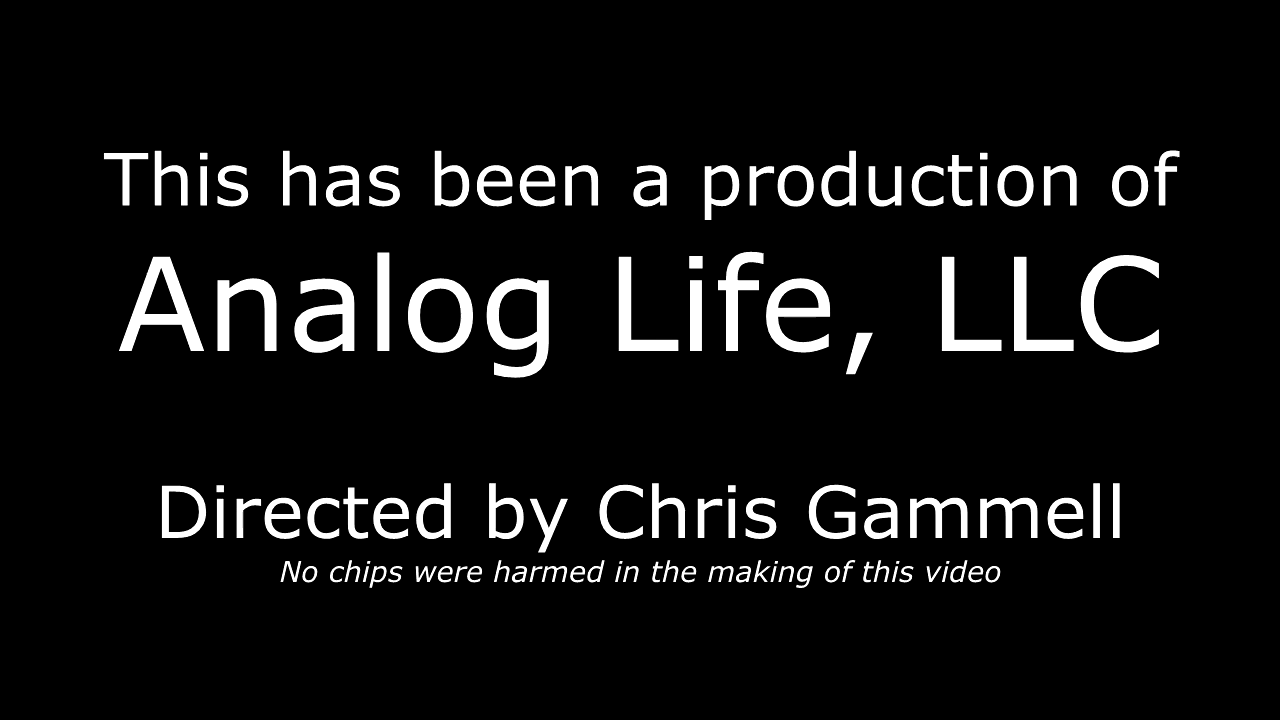 This has been a production of
Analog Life, LLC
Directed by Chris Gammell
No chips were harmed in the making of this video